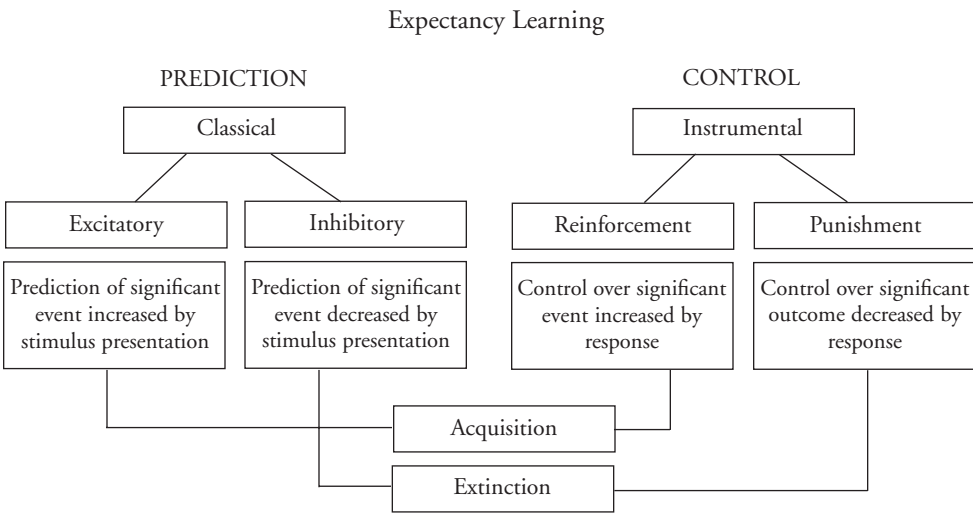 Expectancy Learning
PREDICTION
CONTROL
Classical
Instrumental
Excitatory
Inhibitory
Reinforcement
Punishment
Prediction of significant
event increased by
stimulus presentation
Prediction of significant
event decreased by
stimulus presentation
Control over significant
event increased by
response
Control over significant
outcome decreased by
response
Acquisition
Extinction